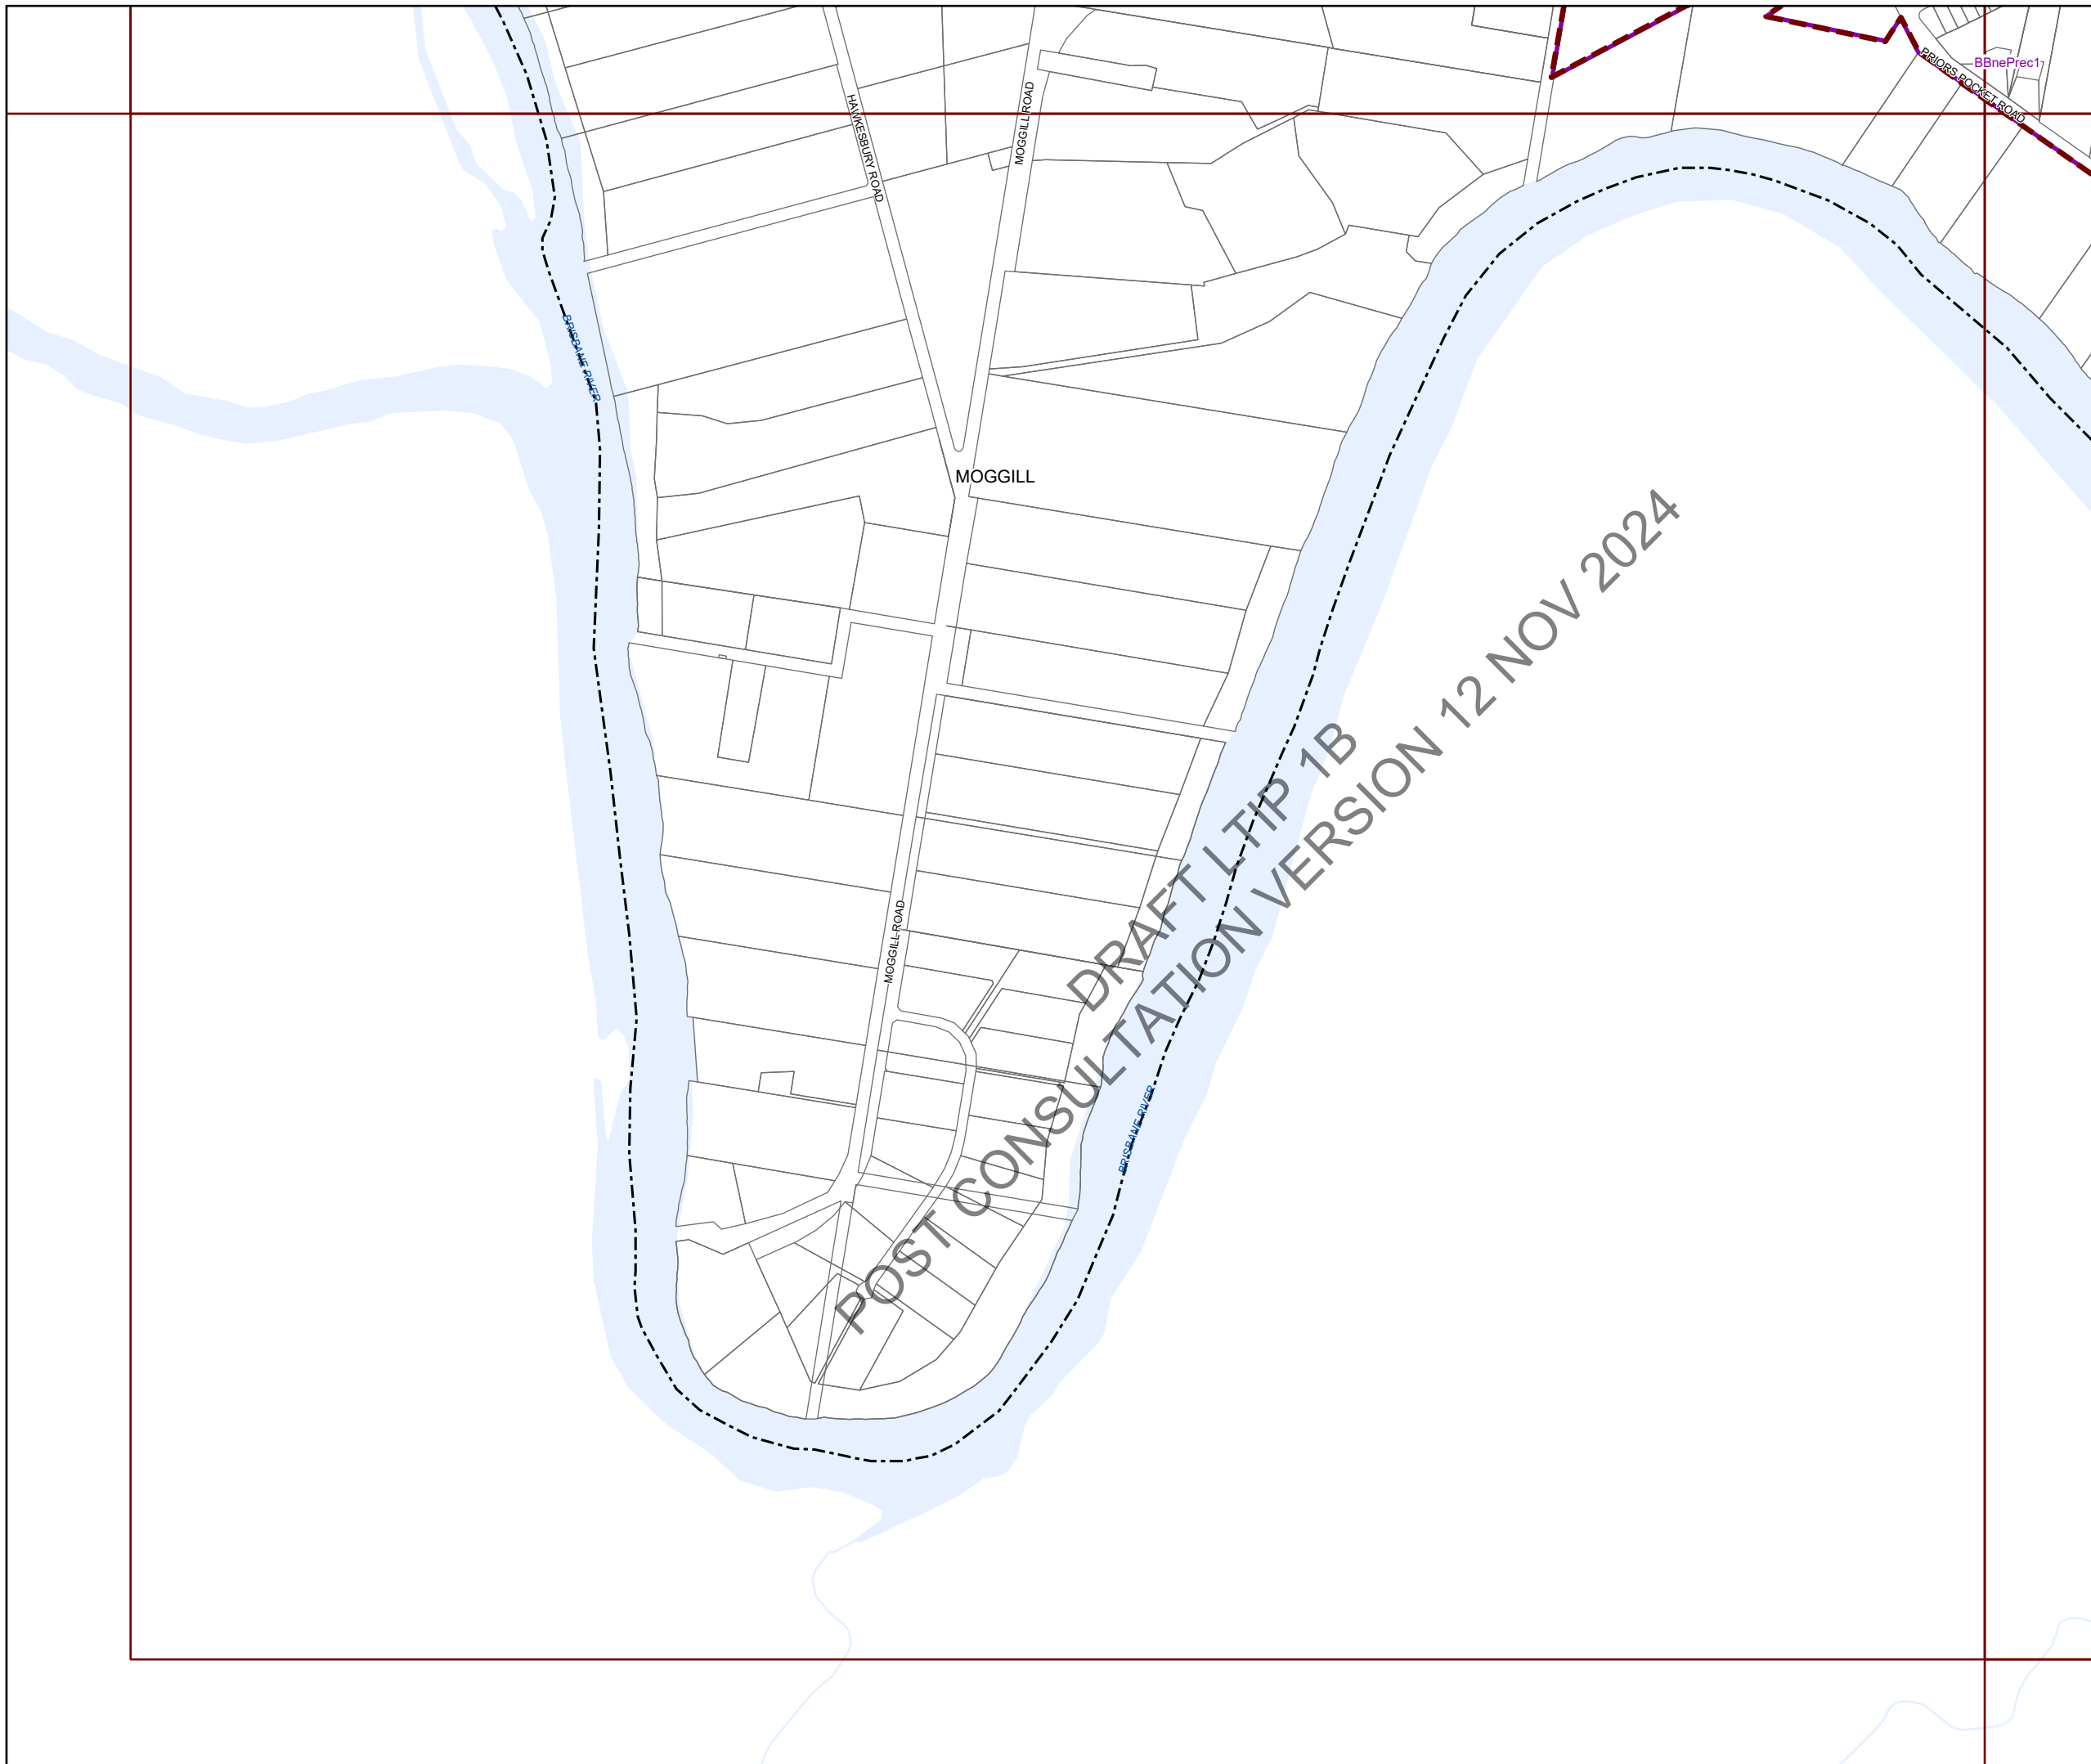 BBnePrec1
PRIORS POCKET ROAD
HAWKESBURY ROAD
MOGGILL ROAD
BRISBANE RIVER
MOGGILL
DRAFT LTIP 1B
POST CONSULTATION VERSION 12 NOV 2024
MOGGILL ROAD
BRISBANE RIVER